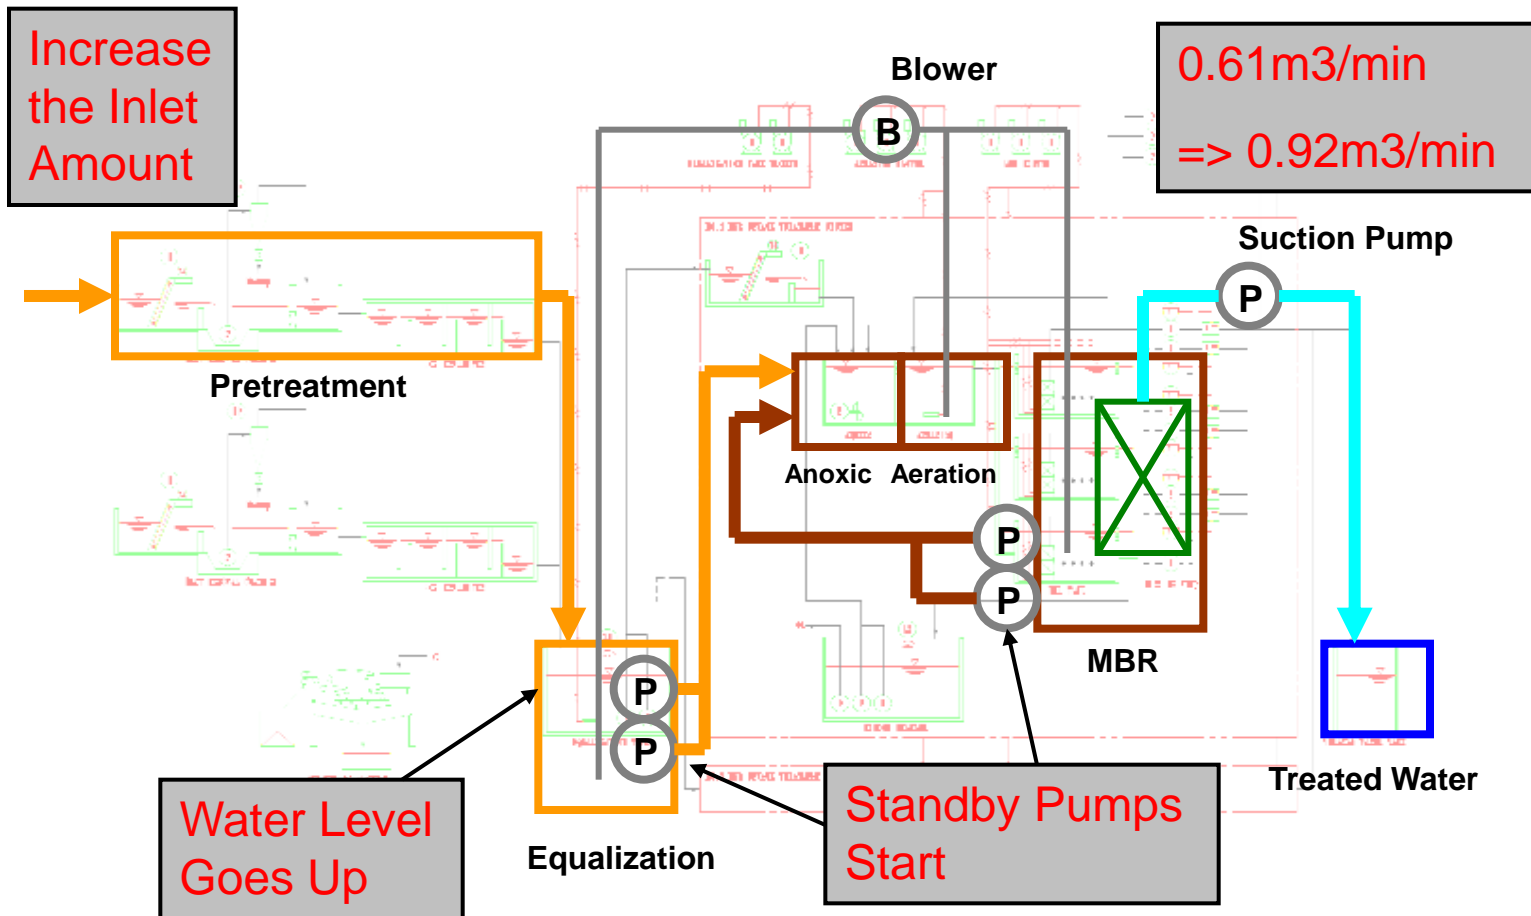 Increase
the Inlet
Amount
Blower
B
0.61m3/min
=> 0.92m3/min
Suction Pump
P
Pretreatment
Anoxic
Aeration
P
P
MBR
P
P
Treated Water
Equalization
Water Level
Goes Up
Standby Pumps
Start